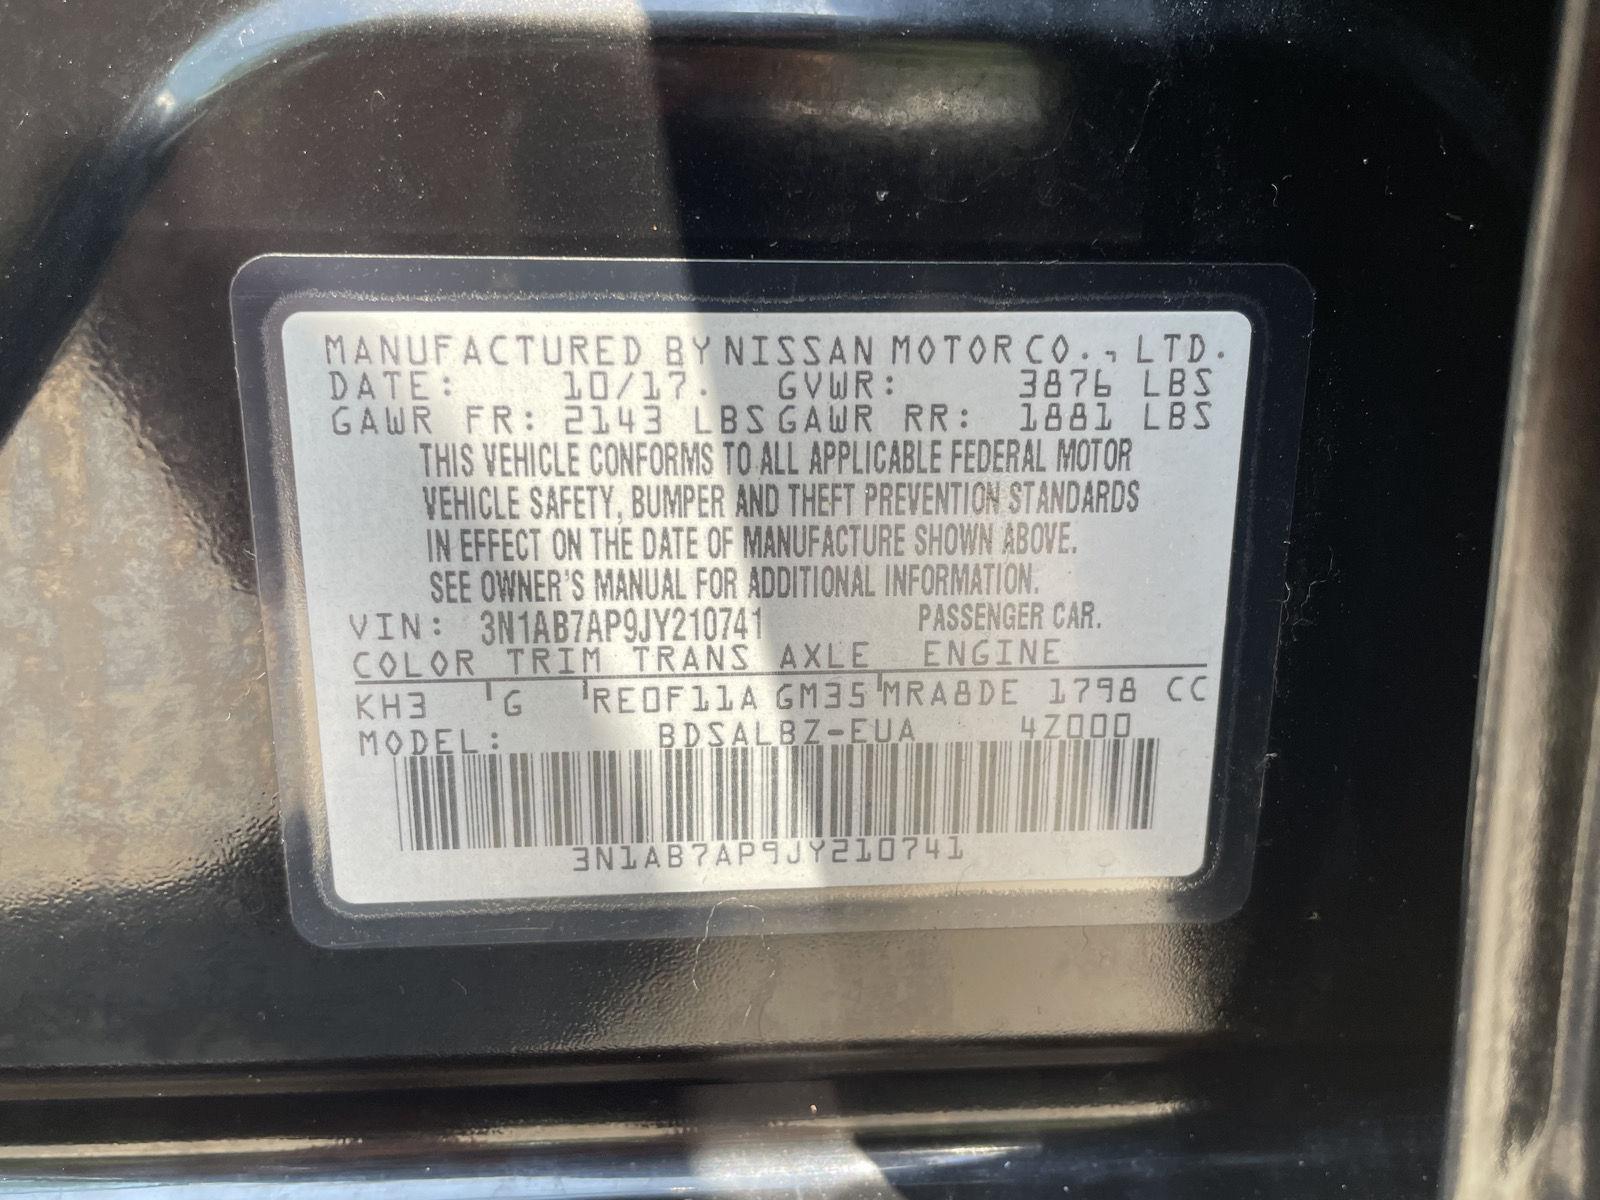 MANUFACTURED BY NISSAN MOTOR CO., LTD.
DATE: 10/17. GVWR: 3876 LBS
GAWR FR: 2143 LBS GAWR RR: 1881 LBS
THIS VEHICLE CONFORMS TO ALL APPLICABLE FEDERAL MOTOR
VEHICLE SAFETY, BUMPER AND THEFT PREVENTION STANDARDS
IN EFFECT ON THE DATE OF MANUFACTURE SHOWN ABOVE.
SEE OWNER'S MANUAL FOR ADDITIONAL INFORMATION.
VIN: 3N1AB7AP9JY210741 PASSENGER CAR.
COLOR TRIM TRANS AXLE ENGINE
KH3 G RE0F11A GM35 MRA8DE 1798 CC
MODEL: BDSALBZ-EUA 4Z000
3N1AB7AP9JY210741